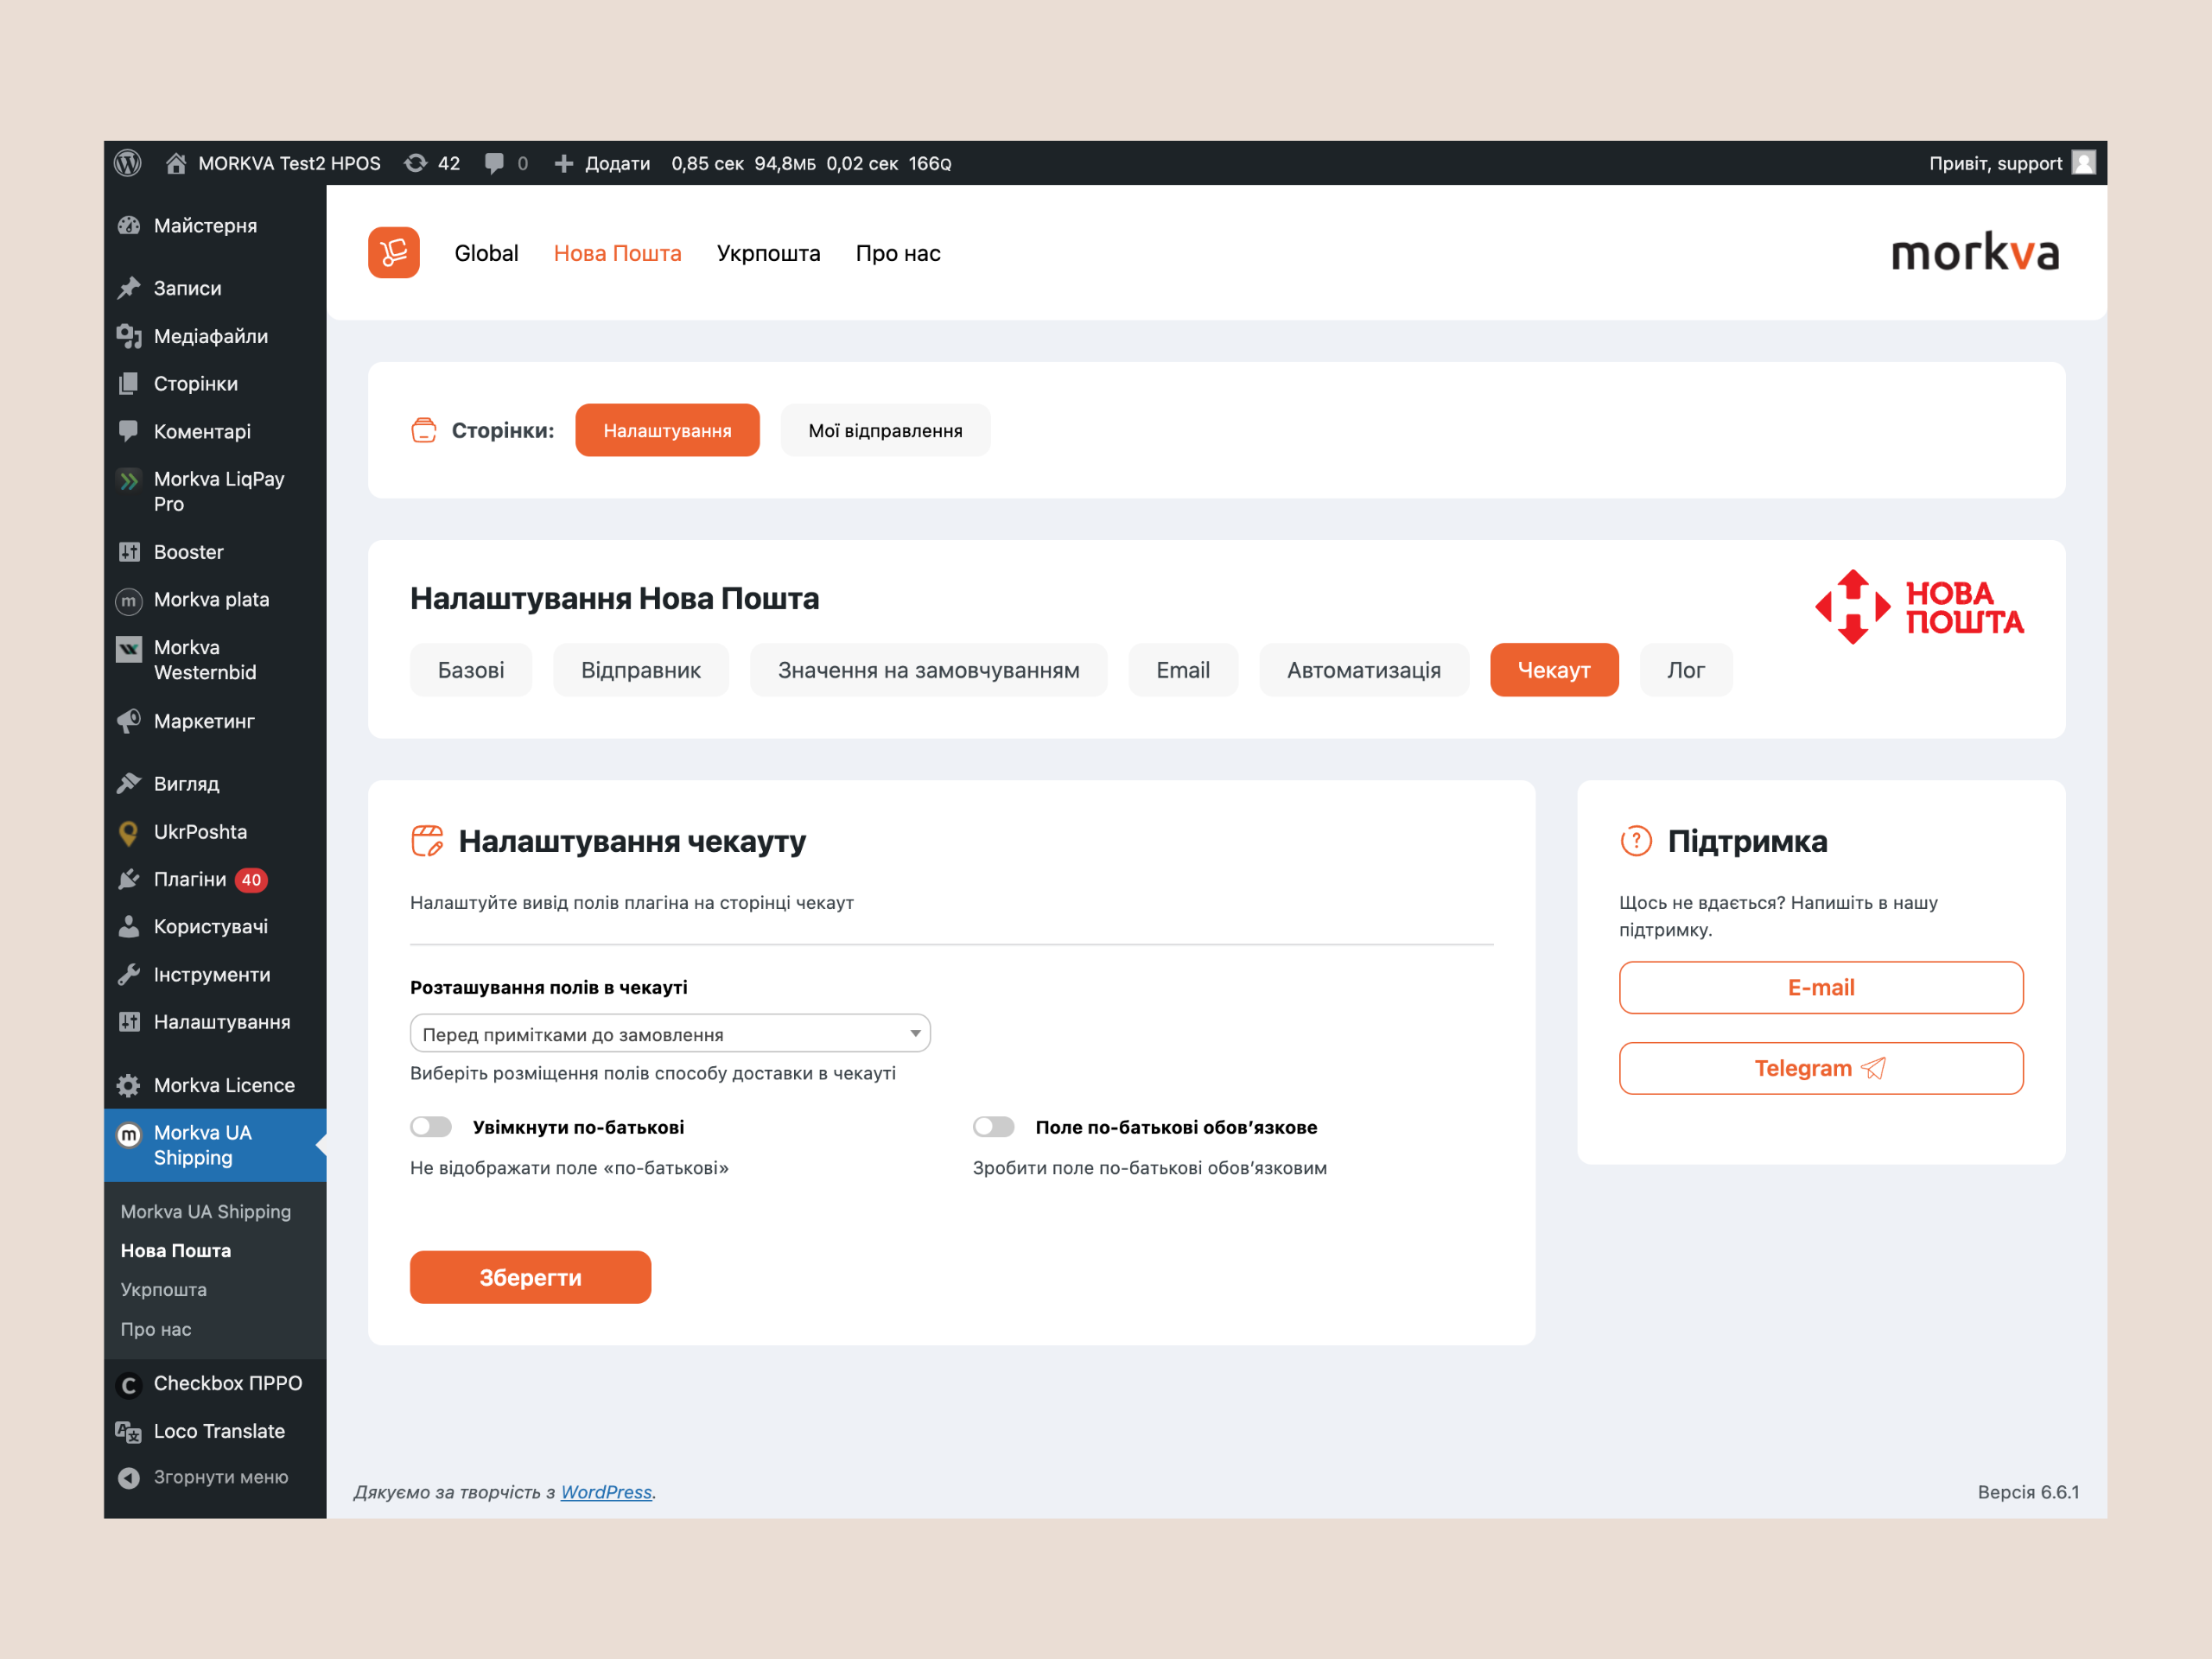 MORKVA Test2 HPOS 42 0 Додати 0,85 сек 94,8МБ 0,02 сек 166Q Привіт, support
Майстерня
Записи
Медіафайли
Сторінки
Коментарі
Morkva LiqPay
Pro
Booster
Morkva plata
Morkva
Westernbid
Маркетинг
Вигляд
UkrPoshta
Плагіни 40
Користувачі
Інструменти
Налаштування
Morkva Licence
Morkva UA
Shipping
Morkva UA Shipping
Нова Пошта
Укрпошта
Про нас
Checkbox ПРРО
Loco Translate
Згорнути меню
Global Нова Пошта Укрпошта Про нас
morkva
Сторінки: Налаштування Мої відправлення
Налаштування Нова Пошта
НОВА
ПОШТА
Базові Відправник Значення на замовчуванням Email Автоматизація Чекаут Лог
Налаштування чекауту
Налаштуйте вивід полів плагіна на сторінці чекаут
Розташування полів в чекауті
Перед примітками до замовлення
Виберіть розміщення полів способу доставки в чекауті
Увімкнути по-батькові
Не відображати поле «по-батькові»
Поле по-батькові обов’язкове
Зробити поле по-батькові обов’язковим
Зберегти
Підтримка
Щось не вдається? Напишіть в нашу
підтримку.
E-mail
Telegram
Дякуємо за творчість з WordPress.
Версія 6.6.1